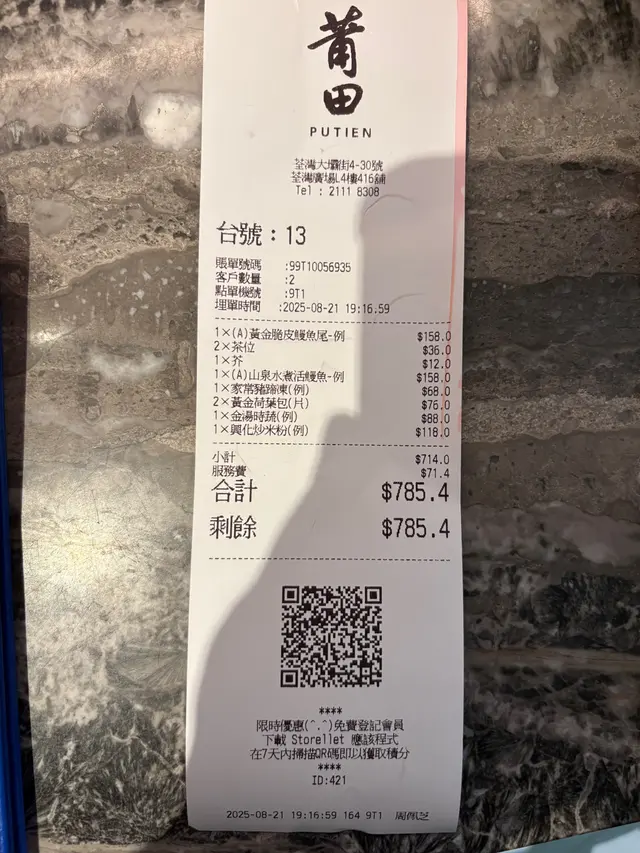 莆田
PUTIEN
荃灣大壩街4-30號
荃灣廣場L4樓416舖
Tel : 2111 8308
台號：13
賬單號碼 :99T10056935
客戶數量 :2
點單機號 :9T1
埋單時間 :2025-08-21 19:16:59
1×(A)黃金脆皮鰻魚尾-例 $158.0
2×茶位 $36.0
1×芥 $12.0
1×(A)山泉水煮活鰻魚-例 $158.0
1×家常豬蹄凍(例) $68.0
2×黃金荷葉包(片) $76.0
1×金湯時蔬(例) $88.0
1×興化炒米粉(例) $118.0
小計 $714.0
服務費 $71.4
合計 $785.4
剩餘 $785.4
****
限時優惠(^.^)免費登記會員
下載 Storellet 應該程式
在7天內掃描QR碼即以獲取積分
****
ID:421
2025-08-21 19:16:59 164 9T1 周佩芝